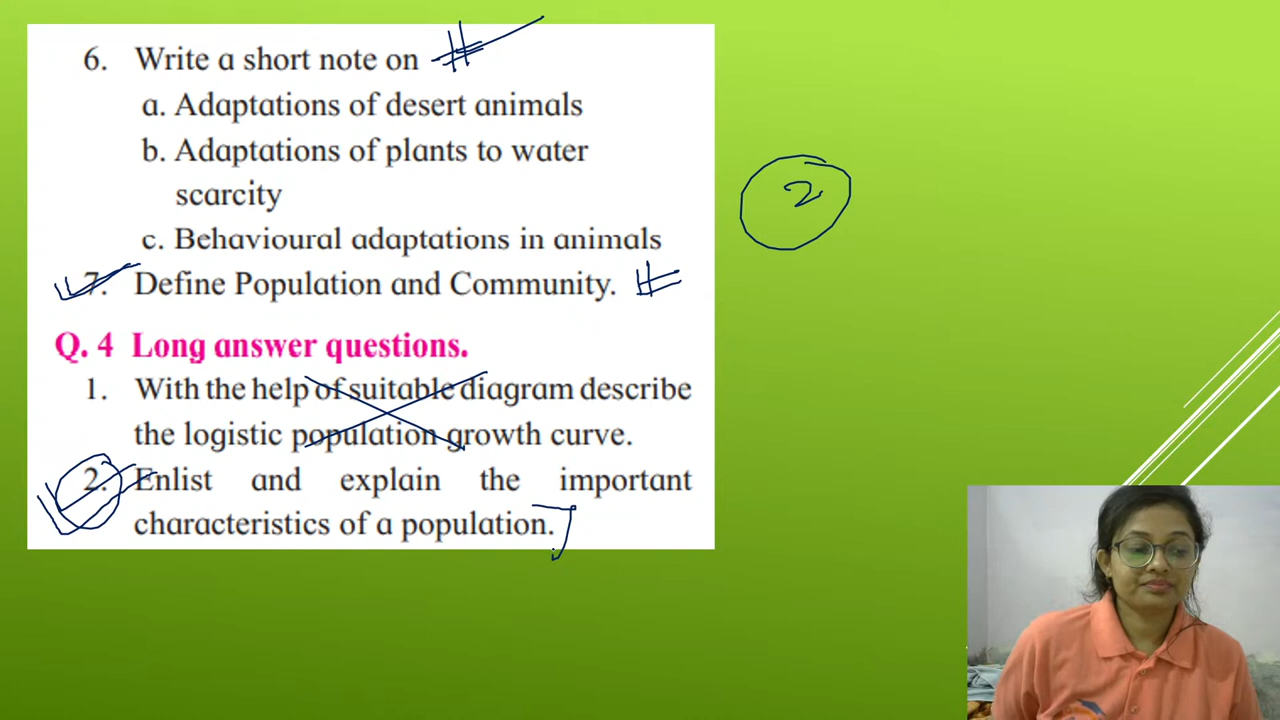 6. Write a short note on
a. Adaptations of desert animals
b. Adaptations of plants to water
scarcity
c. Behavioural adaptations in animals
7. Define Population and Community.
Q. 4 Long answer questions.
1. With the help of suitable diagram describe
the logistic population growth curve.
2. Enlist and explain the important
characteristics of a population.
2